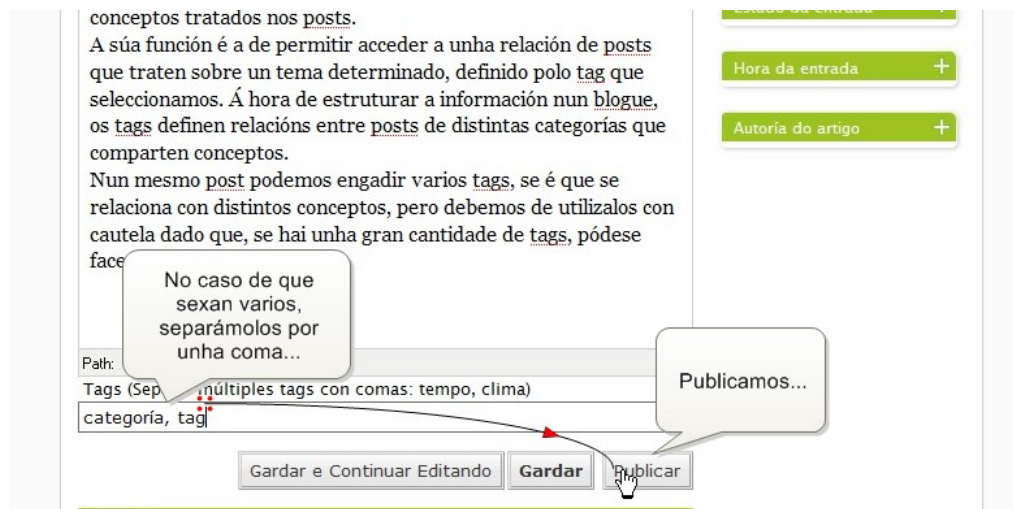 conceptos tratados nos posts.
A súa función é a de permitir acceder a unha relación de posts
que traten sobre un tema determinado, definido polo tag que
seleccionamos. Á hora de estruturar a información nun blogue,
os tags definen relacións entre posts de distintas categorías que
comparten conceptos.
Nun mesmo post podemos engadir varios tags, se é que se
relaciona con distintos conceptos, pero debemos de utilizalos con
cautela dado que, se hai unha gran cantidade de tags, pódese
face
No caso de que
sexan varios,
separámolos por
unha coma...
Path:
Tags (Sep múltiples tags con comas: tempo, clima)
categoría, tag
Publicamos...
Gardar e Continuar Editando
Gardar
Publicar
Estado da entrada
Hora da entrada
Autoría do artigo